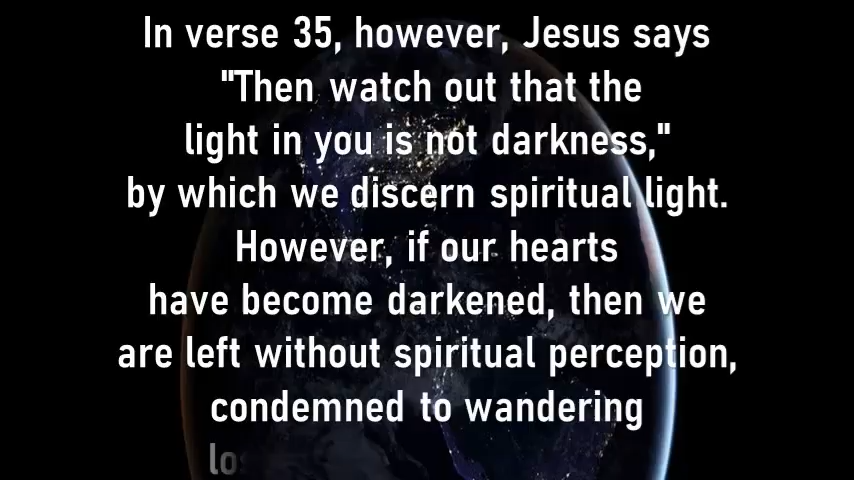 In verse 35, however, Jesus says
"Then watch out that the
light in you is not darkness,"
by which we discern spiritual light.
However, if our hearts
have become darkened, then we
are left without spiritual perception,
condemned to wandering